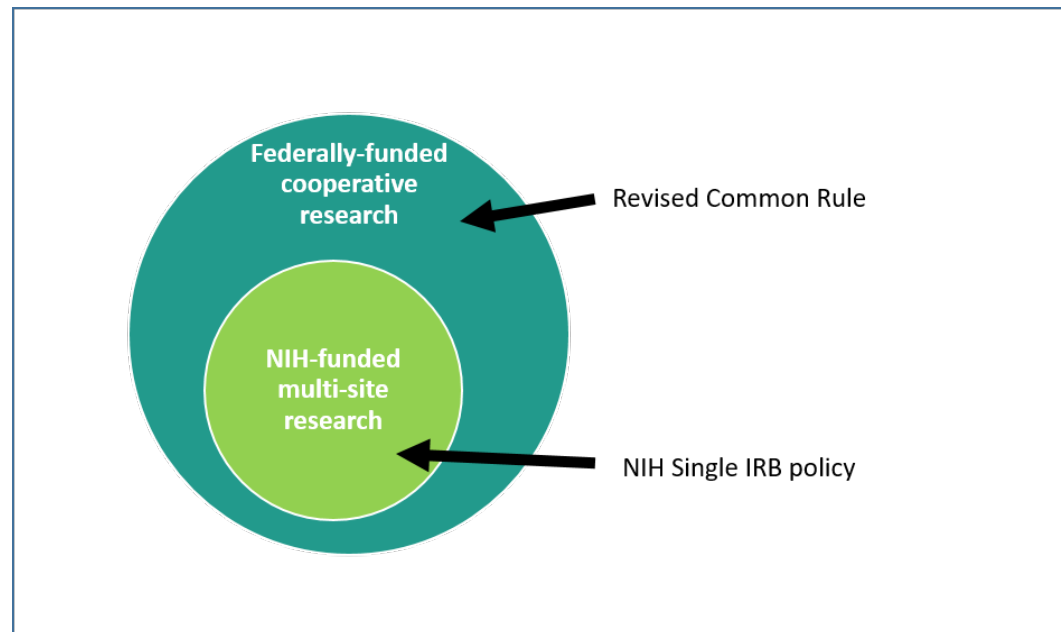 Federally-funded
cooperative
research
Revised Common Rule
NIH-funded
multi-site
research
NIH Single IRB policy